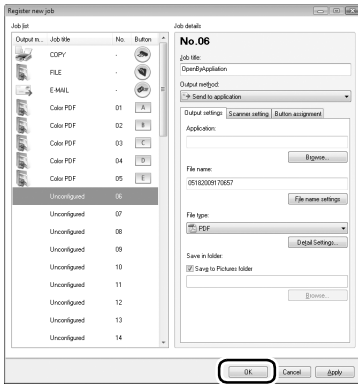 Register new job
Job list
Output m... Job title No. Button
COPY -
FILE -
E-MAIL -
Color PDF 01 A
Color PDF 02 B
Color PDF 03 C
Color PDF 04 D
Color PDF 05 E
Unconfigured 06
Unconfigured 07
Unconfigured 08
Unconfigured 09
Unconfigured 10
Unconfigured 11
Unconfigured 12
Unconfigured 13
Unconfigured 14
Job details:
No.06
Job title:
OpenByAppliation
Output method:
Send to application
Output settings Scanner setting Button assignment
Application:
Browse...
File name:
05182009170657
File name settings
File type:
PDF
Detail Settings...
Save in folder:
Save to Pictures folder
Browse...
OK Cancel Apply